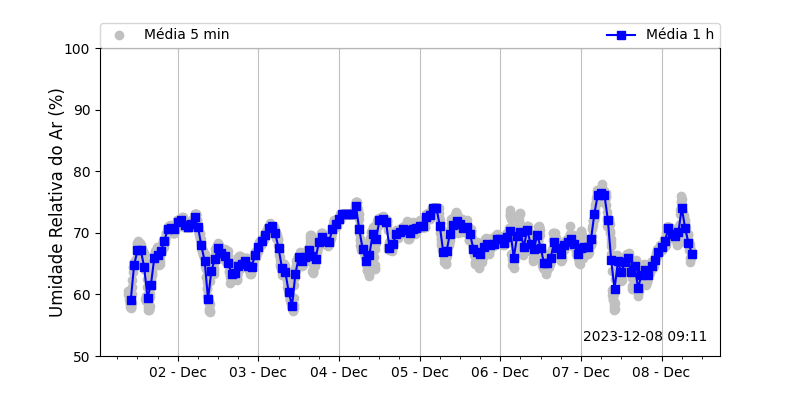 Média 5 min
Média 1 h
100
90
80
70
60
50
Umidade Relativa do Ar (%)
2023-12-08 09:11
02 - Dec
03 - Dec
04 - Dec
05 - Dec
06 - Dec
07 - Dec
08 - Dec